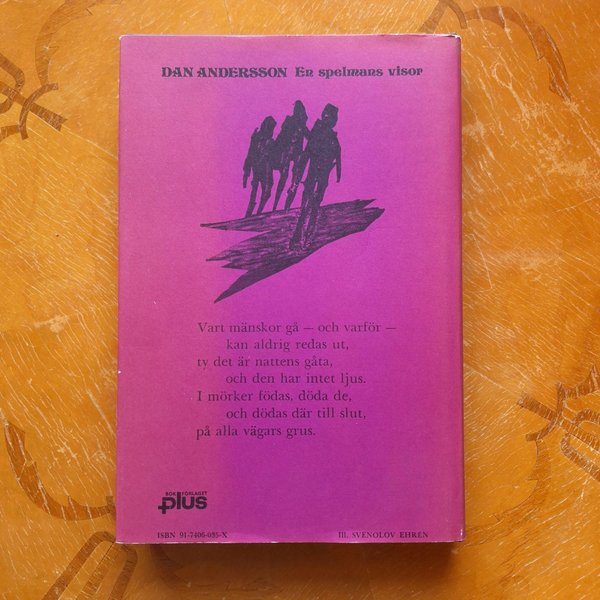 DAN ANDERSSON En spelmans visor
Vart mänskor gå — och varför —
kan aldrig redas ut,
ty det är nattens gåta,
och den har intet ljus.
I mörker födas, döda de,
och dödas där till slut,
på alla vägars grus.
BOKFÖRLAGET
plus
ISBN 91-7406-035-X
Ill. SVENOLOV EHRÉN